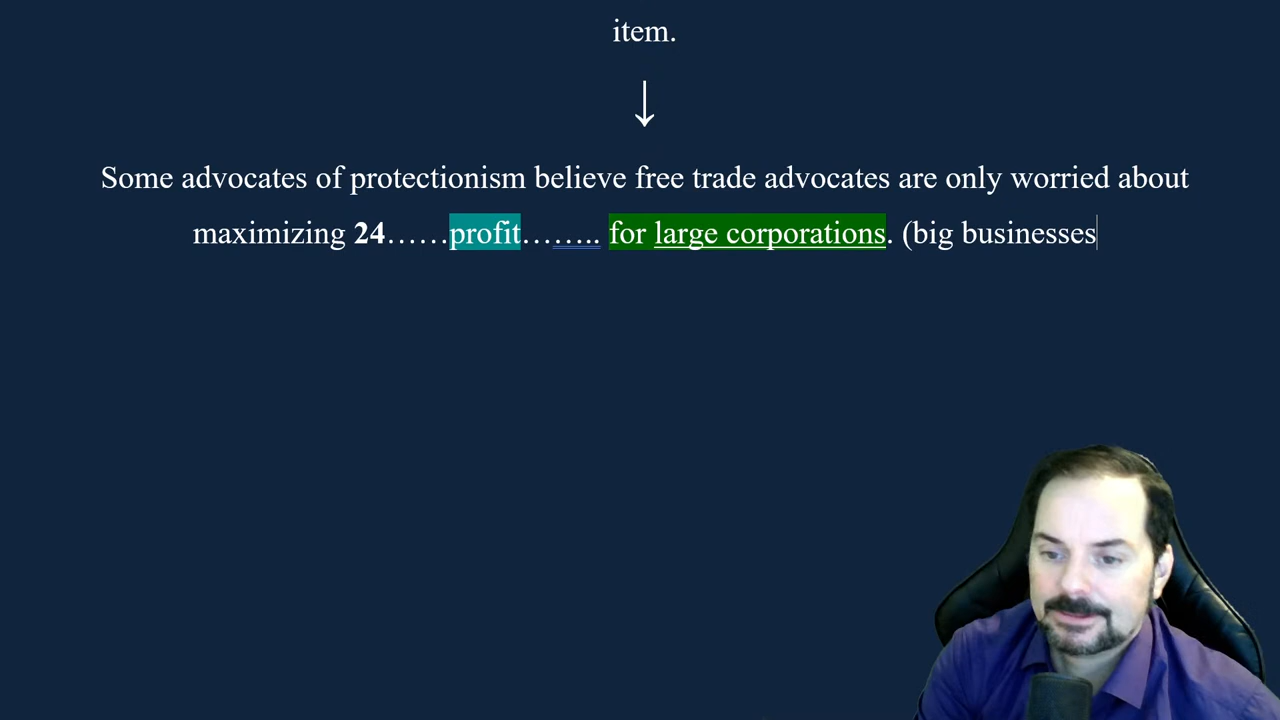 item.
↓
Some advocates of protectionism believe free trade advocates are only worried about
maximizing 24……profit…….. for large corporations. (big businesses